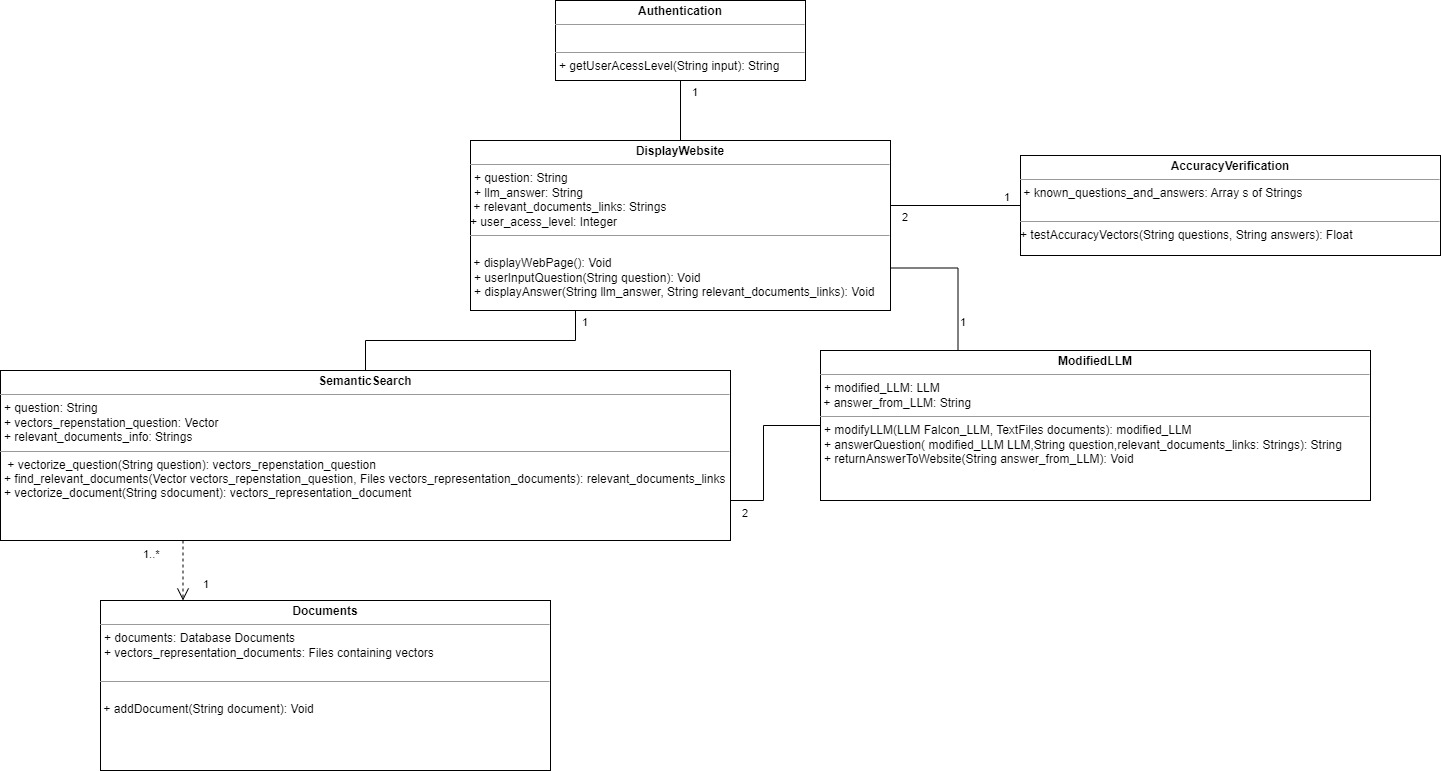 Authentication
+ getUserAcessLevel(String input): String
1
DisplayWebsite
+ question: String
+ llm_answer: String
+ relevant_documents_links: Strings
+ user_acess_level: Integer
+ displayWebPage(): Void
+ userInputQuestion(String question): Void
+ displayAnswer(String llm_answer, String relevant_documents_links): Void
1
2
AccuracyVerification
+ known_questions_and_answers: Array s of Strings
+ testAccuracyVectors(String questions, String answers): Float
1
1
SemanticSearch
+ question: String
+ vectors_repenstation_question: Vector
+ relevant_documents_info: Strings
+ vectorize_question(String question): vectors_repenstation_question
+ find_relevant_documents(Vector vectors_repenstation_question, Files vectors_representation_documents): relevant_documents_links
+ vectorize_document(String sdocument): vectors_representation_document
ModifiedLLM
+ modified_LLM: LLM
+ answer_from_LLM: String
+ modifyLLM(LLM Falcon_LLM, TextFiles documents): modified_LLM
+ answerQuestion( modified_LLM LLM,String question,relevant_documents_links: Strings): String
+ returnAnswerToWebsite(String answer_from_LLM): Void
2
1..*
1
Documents
+ documents: Database Documents
+ vectors_representation_documents: Files containing vectors
+ addDocument(String document): Void